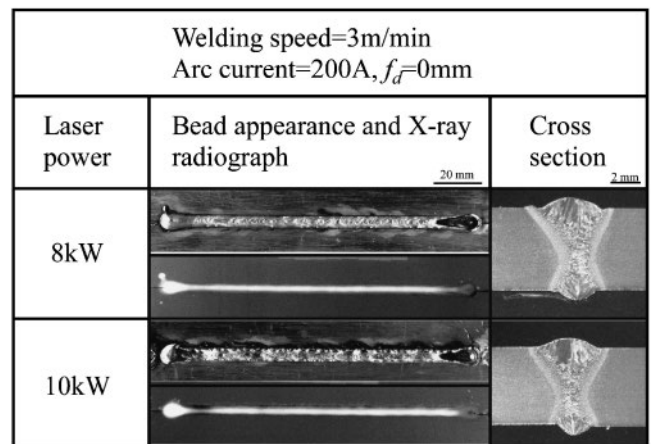 Welding speed=3m/min
Arc current=200A, fd=0mm
Laser power
Bead appearance and X-ray radiograph
20 mm
Cross section
2 mm
8kW
10kW